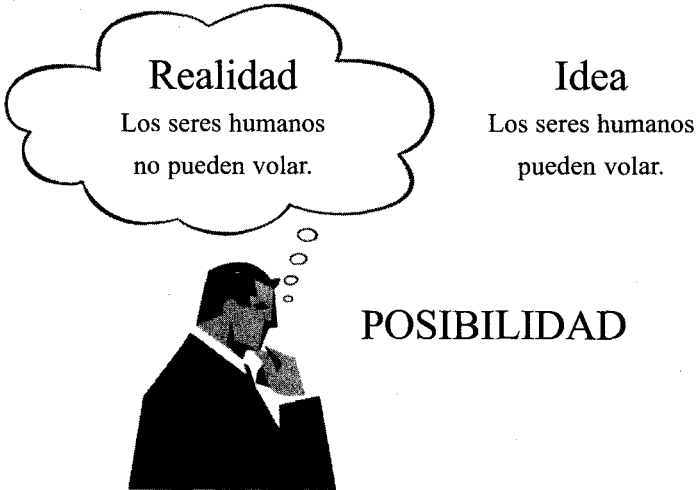 Realidad
Los seres humanos
no pueden volar.
Idea
Los seres humanos
pueden volar.
POSIBILIDAD